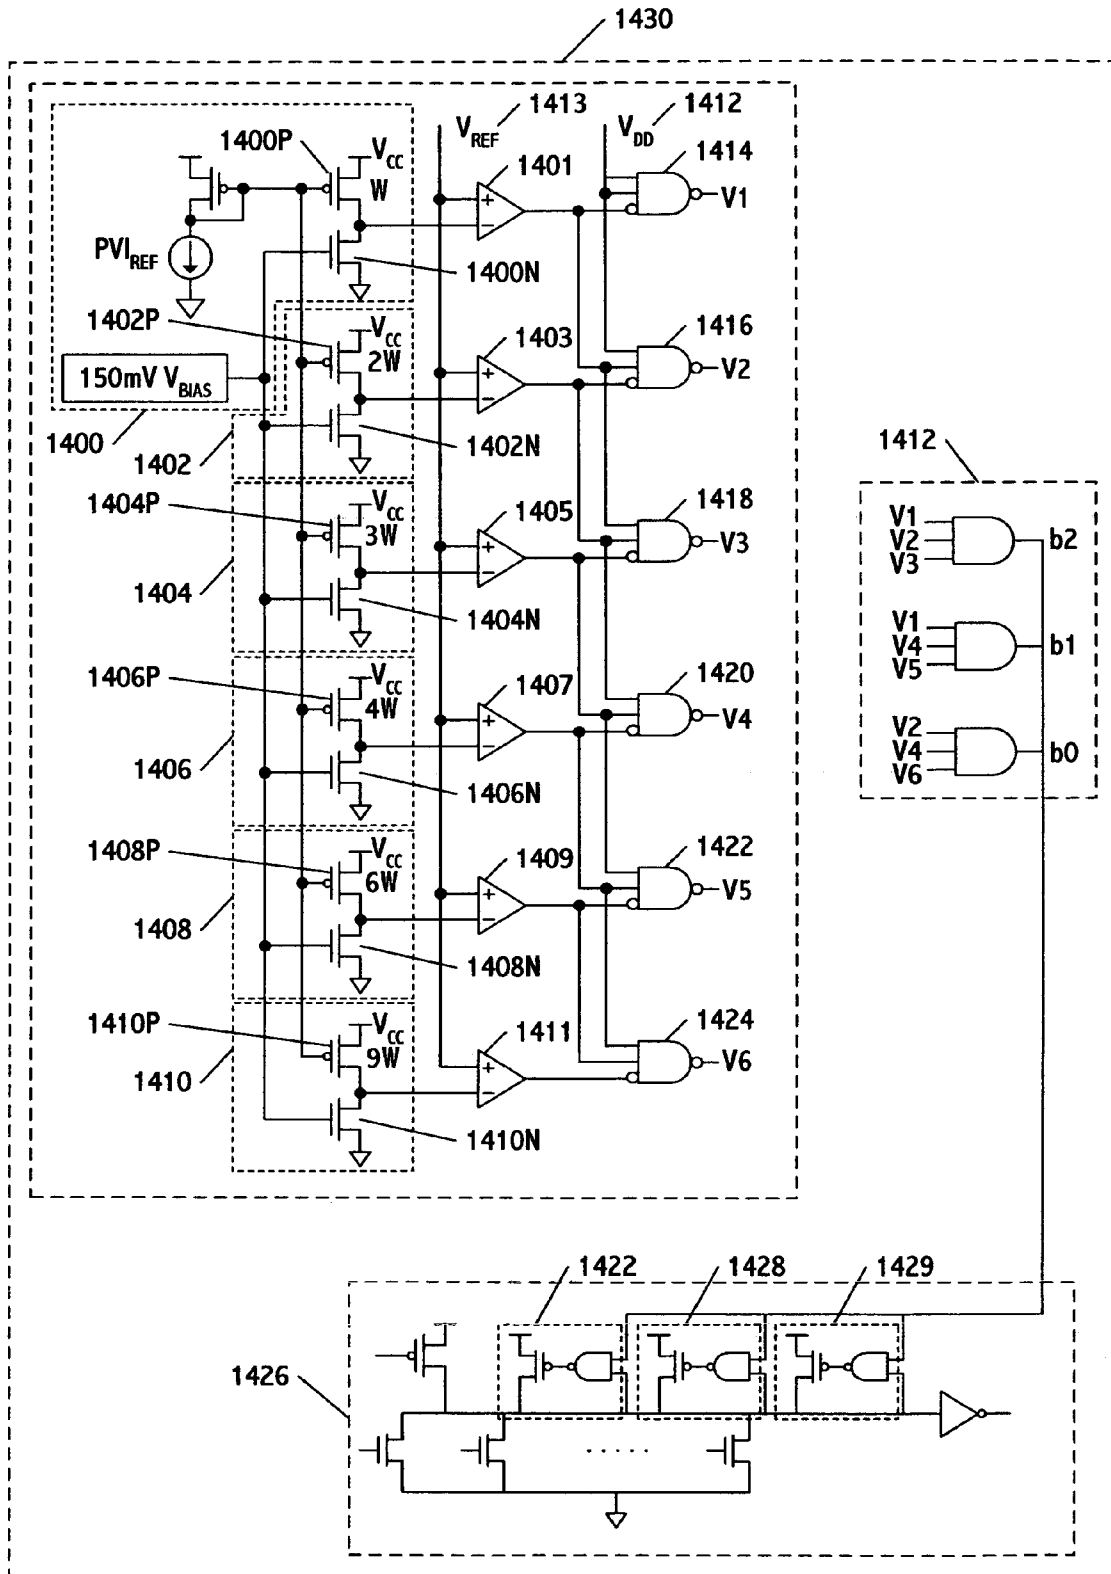 1430
1413
1412
V_REF
V_DD
1414
1400P
V_CC
W
1401
V1
PVI_REF
1400N
1402P
V_CC
2W
1403
1416
V2
150mV V_BIAS
1400
1402
1402N
1412
1404P
V_CC
3W
1405
1418
V3
V1
V2
V3
b2
1404
1404N
V1
V4
V5
b1
1406P
V_CC
4W
1407
1420
V4
V2
V4
V6
b0
1406
1406N
1408P
V_CC
6W
1409
1422
V5
1408
1408N
1410P
V_CC
9W
1411
1424
V6
1410
1410N
1422
1428
1429
1426